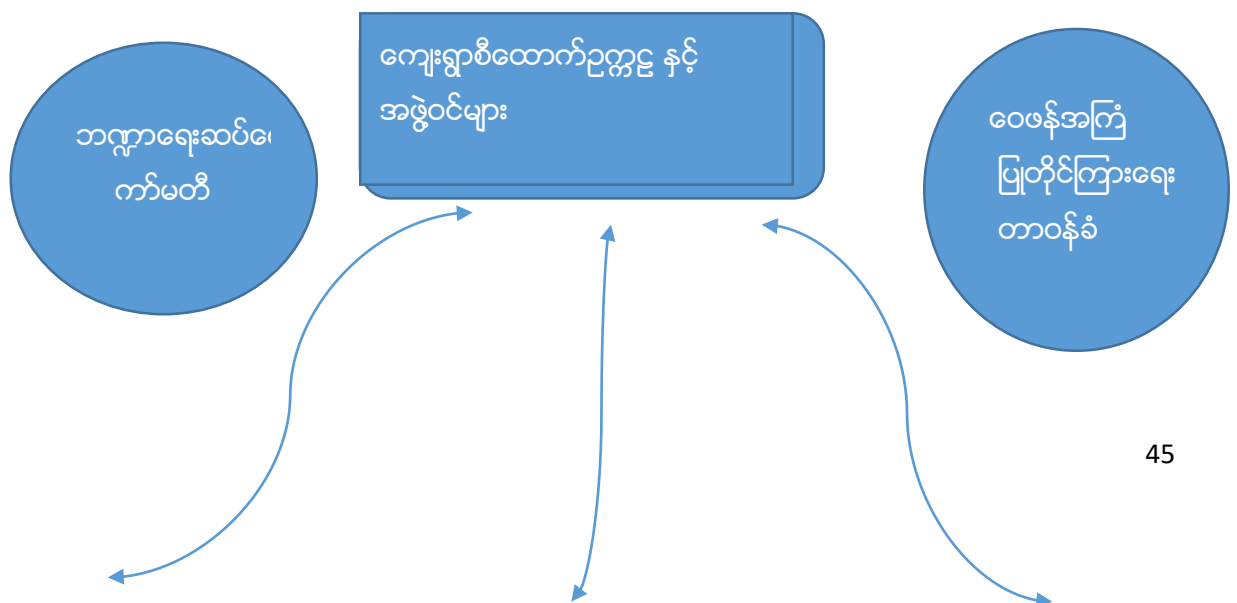 ကျေးရွာစီထောက်ဥက္ကဋ္ဌ နှင့်
အဖွဲ့ဝင်များ
ဘဏ္ဍာရေးဆပ်
ကာ်မတီ
ဝေဖန်အကြံ
ပြုတိုင်ကြားရေး
တာဝန်ခံ
45